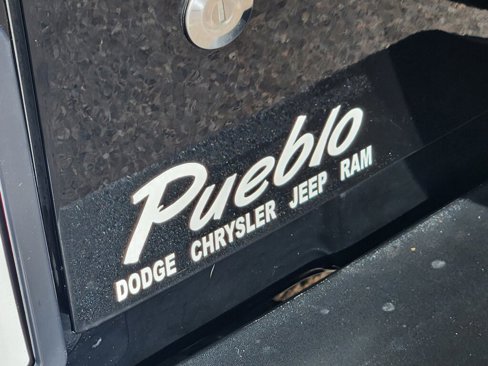 Pueblo
DODGE CHRYSLER JEEP RAM